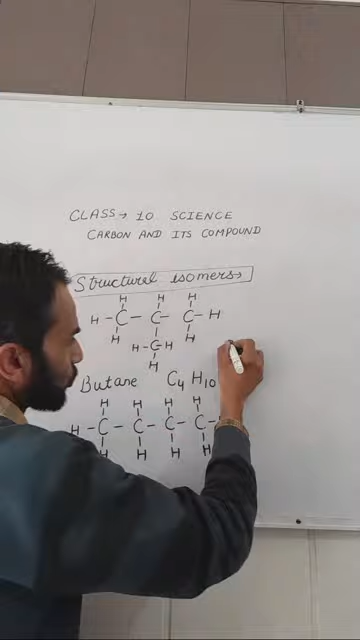 CLASS → 10 SCIENCE
CARBON AND ITS COMPOUND
Structural isomers→
H H H
H - C - C - C - H
H H
H - C - H
H
Butane C4 H10
H H H H
H - C - C - C - C -
H H H H